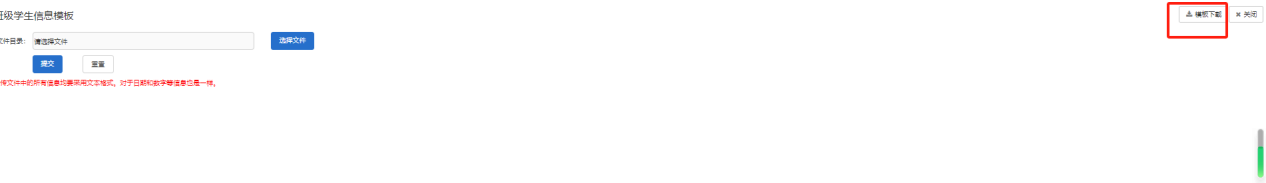 级学生信息模板
模板下载
关闭
文件目录: 请选择文件
选择文件
提交
重置
传文件中的所有信息均要采用文本格式，对于日期和数字等信息也是一样。